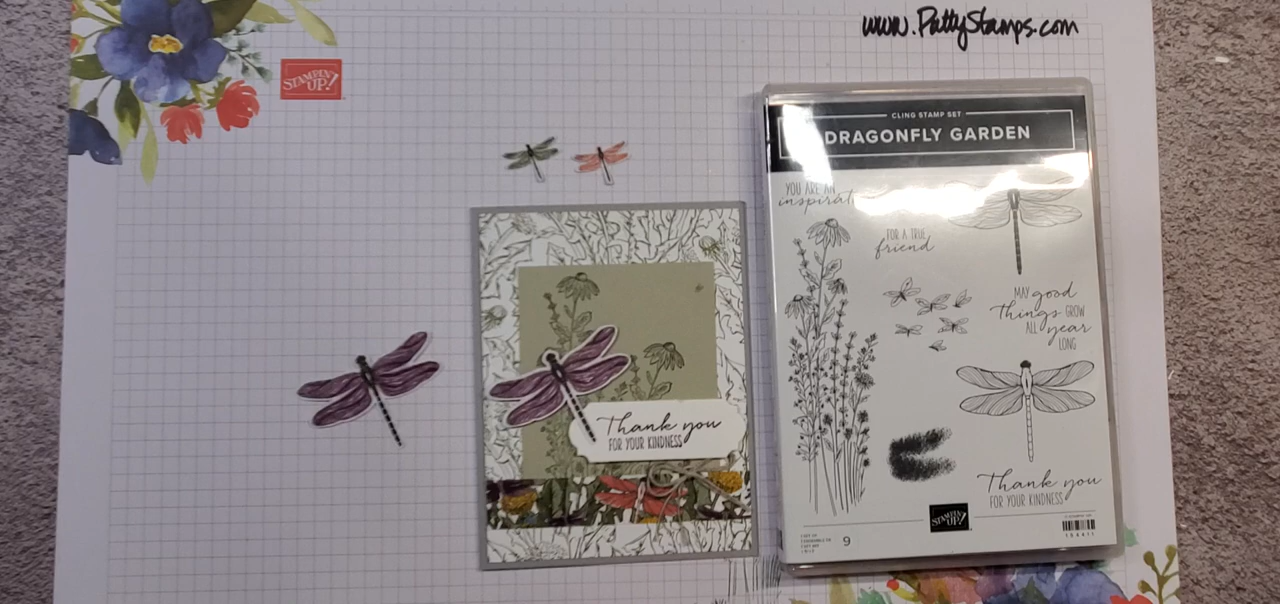 www.PattyStamps.com
STAMPIN' UP!
CLING STAMP SET
DRAGONFLY GARDEN
YOU ARE AN
inspiration
FOR A TRUE
friend
MAY good
things GROW
ALL year
LONG
Thank you
FOR YOUR KINDNESS
Thank you
FOR YOUR KINDNESS
STAMPIN' UP!
9
154411